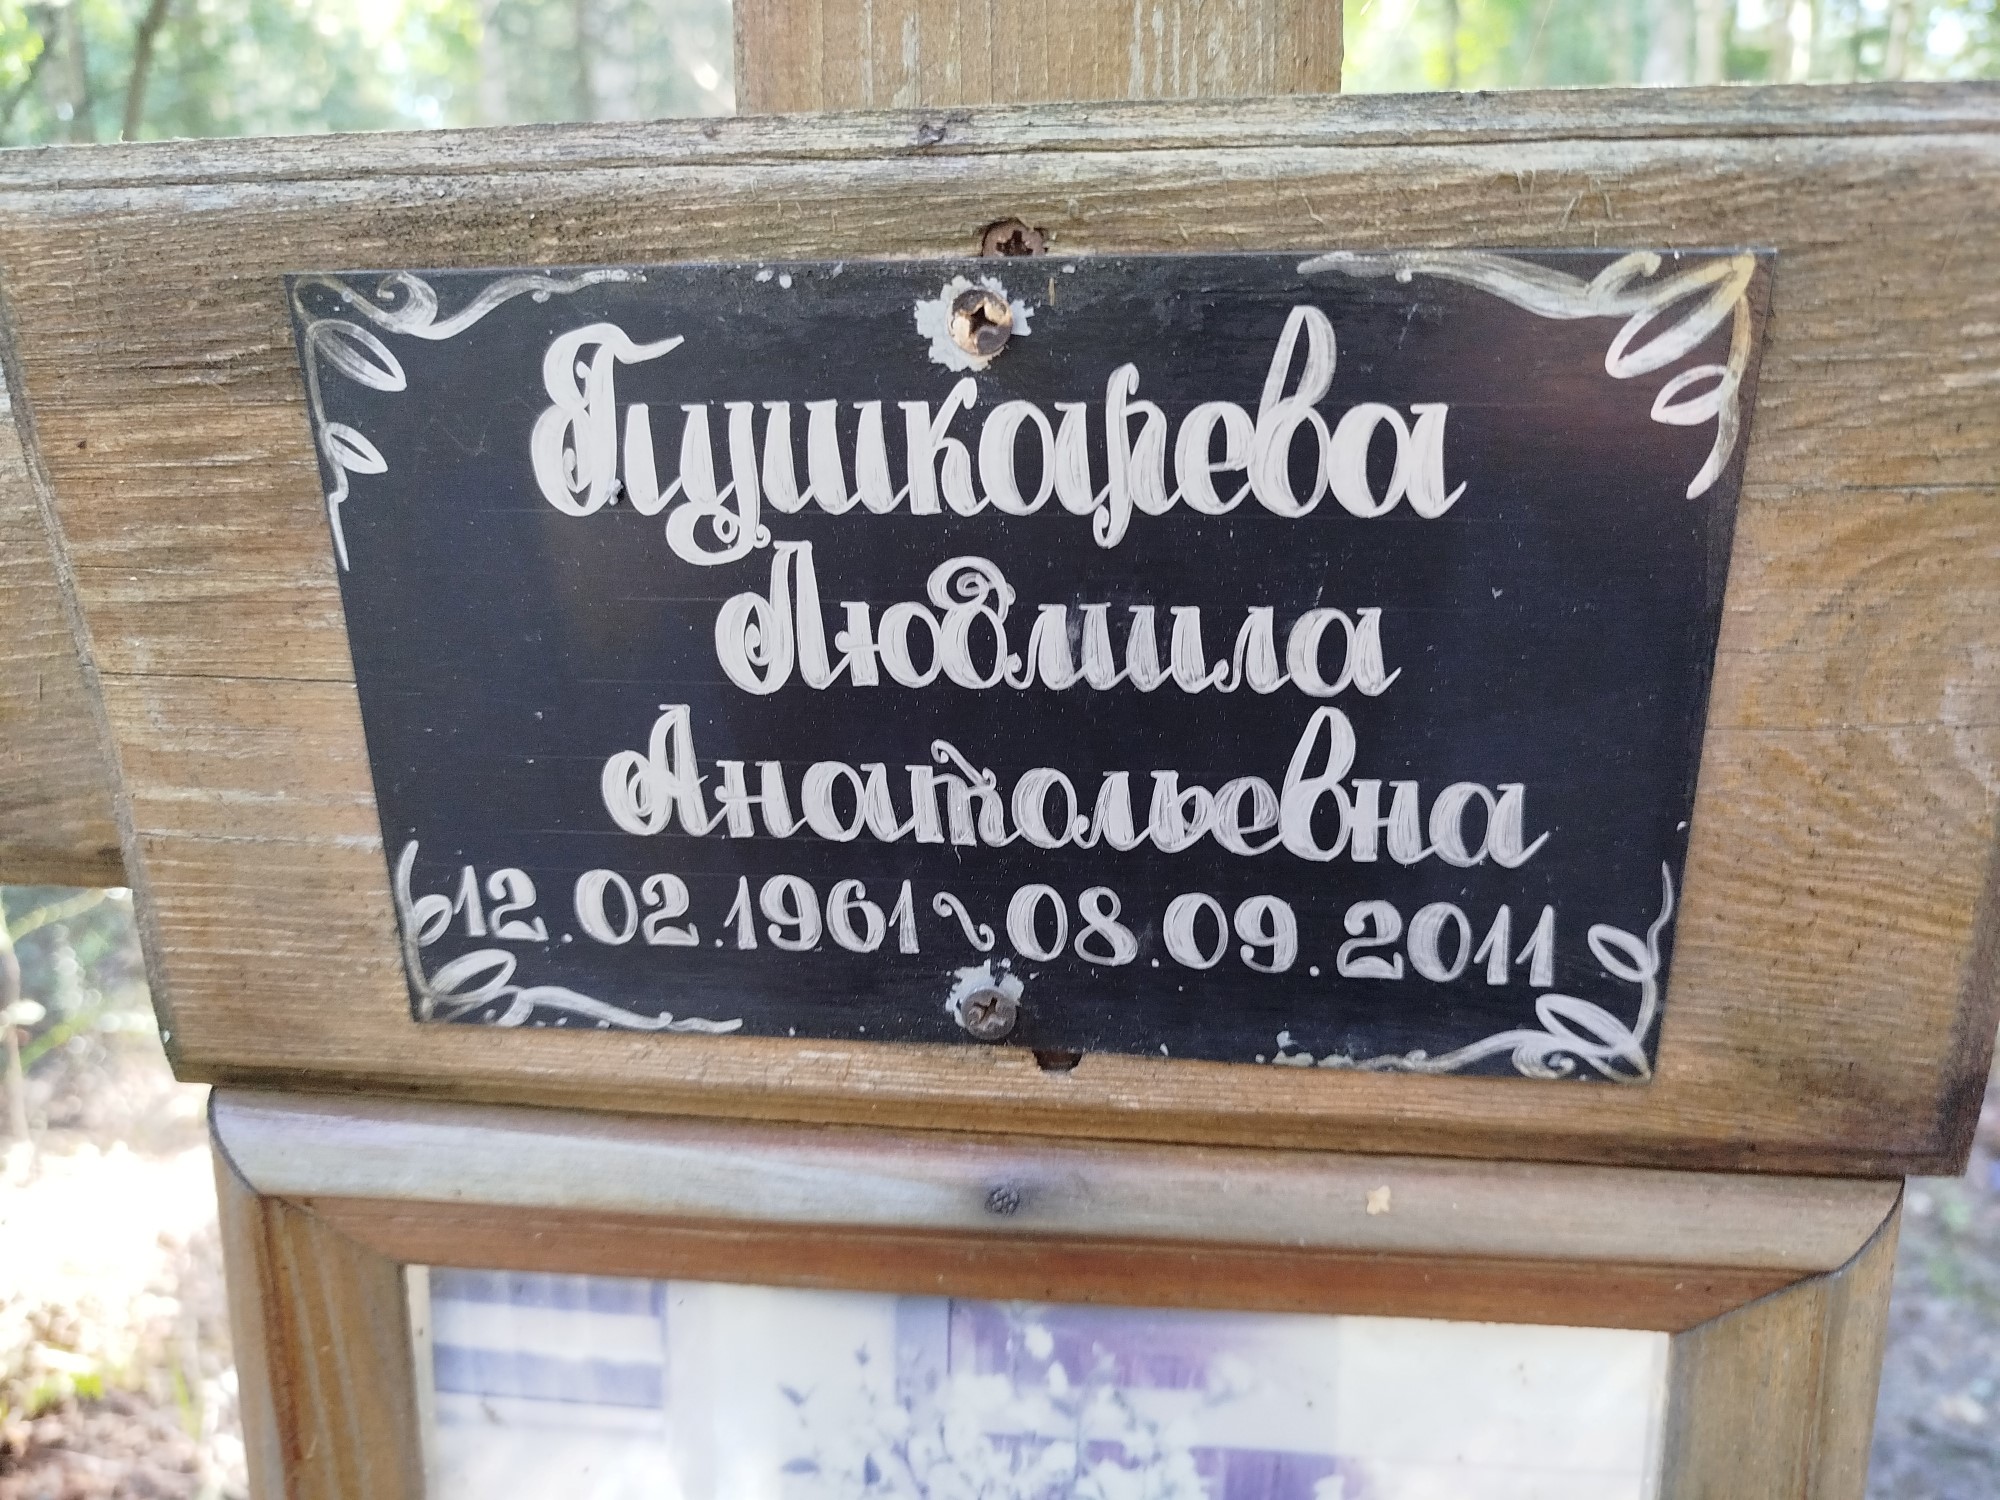 Пушкарева
Людмила
Анатольевна
12.02.1961 ~ 08.09.2011